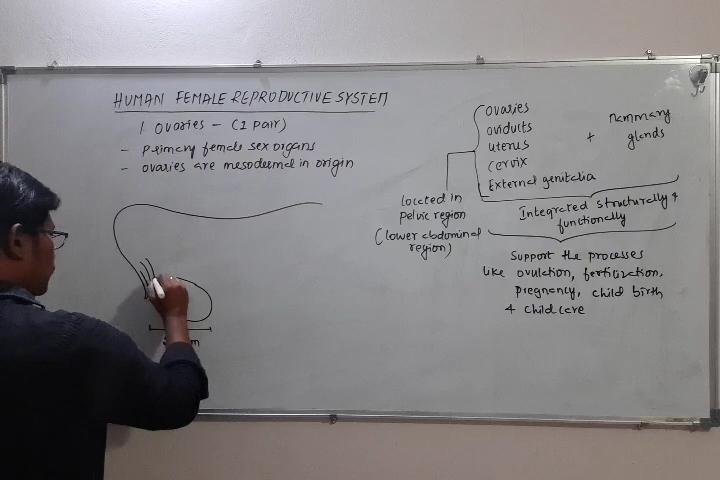 HUMAN FEMALE REPRODUCTIVE SYSTEM
1 ovaries - (1 pair)
- primary female sex organs
- ovaries are mesodermal in origin
ovaries
oviducts
uterus
cervix
External genitalia
+ mammary
glands
located in
pelvic region
(lower abdominal
region)
Integrated structurally &
functionally
Support the processes
like ovulation, fertilization,
pregnancy, child birth
& child care